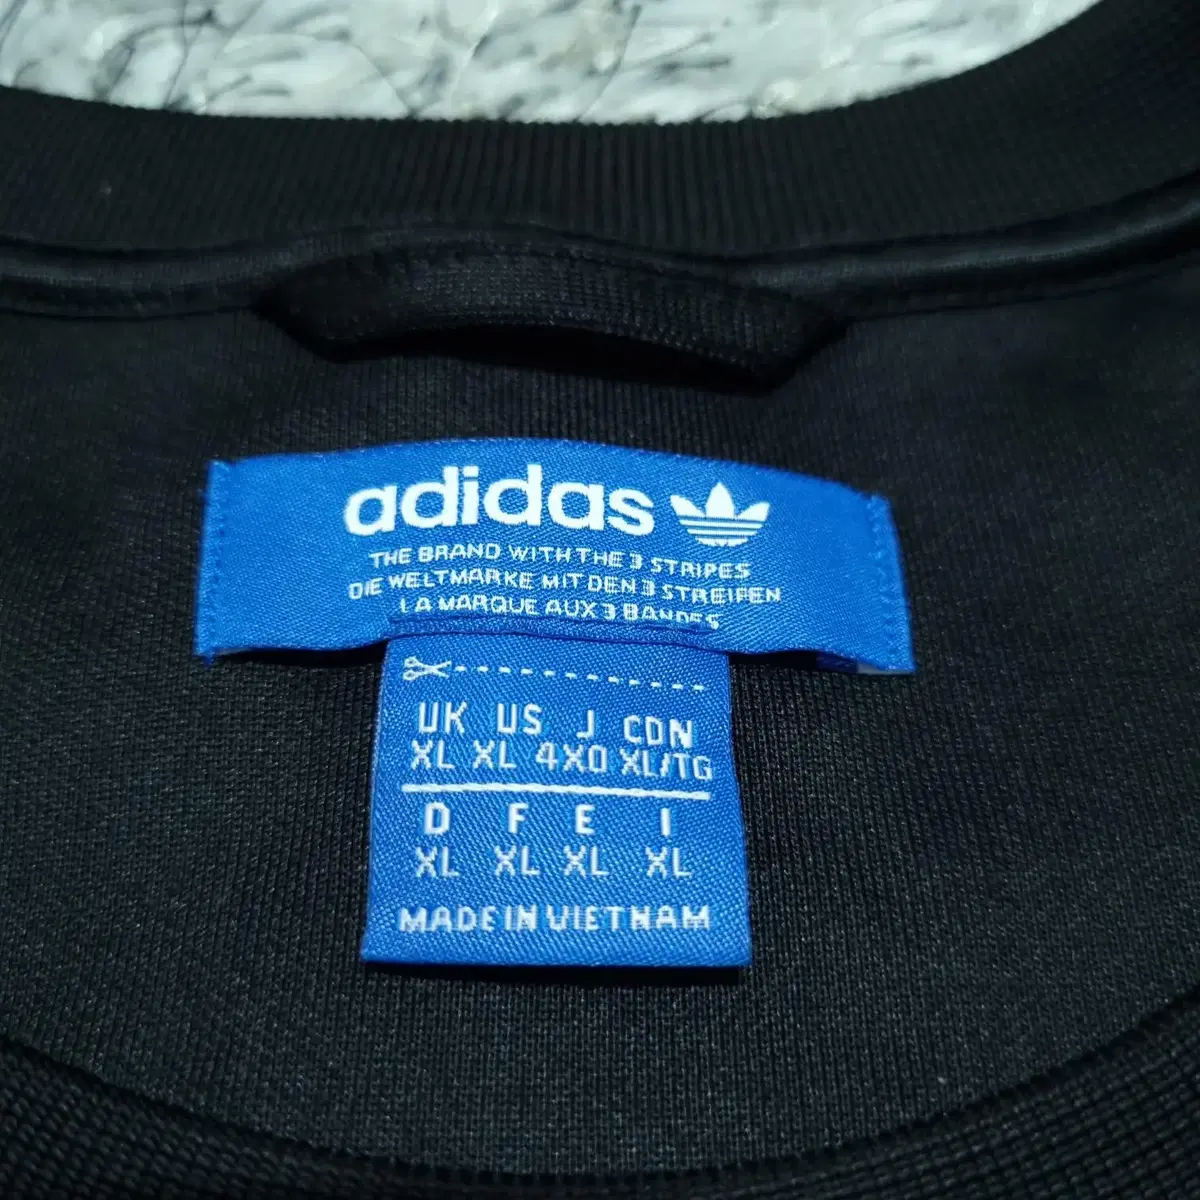 adidas
THE BRAND WITH THE 3 STRIPES
DIE WELTMARKE MIT DEN 3 STREIFEN
LA MARQUE AUX 3 BANDES
UK US J CDN
XL XL 4XO XL/TG
D F E I
XL XL XL XL
MADE IN VIETNAM